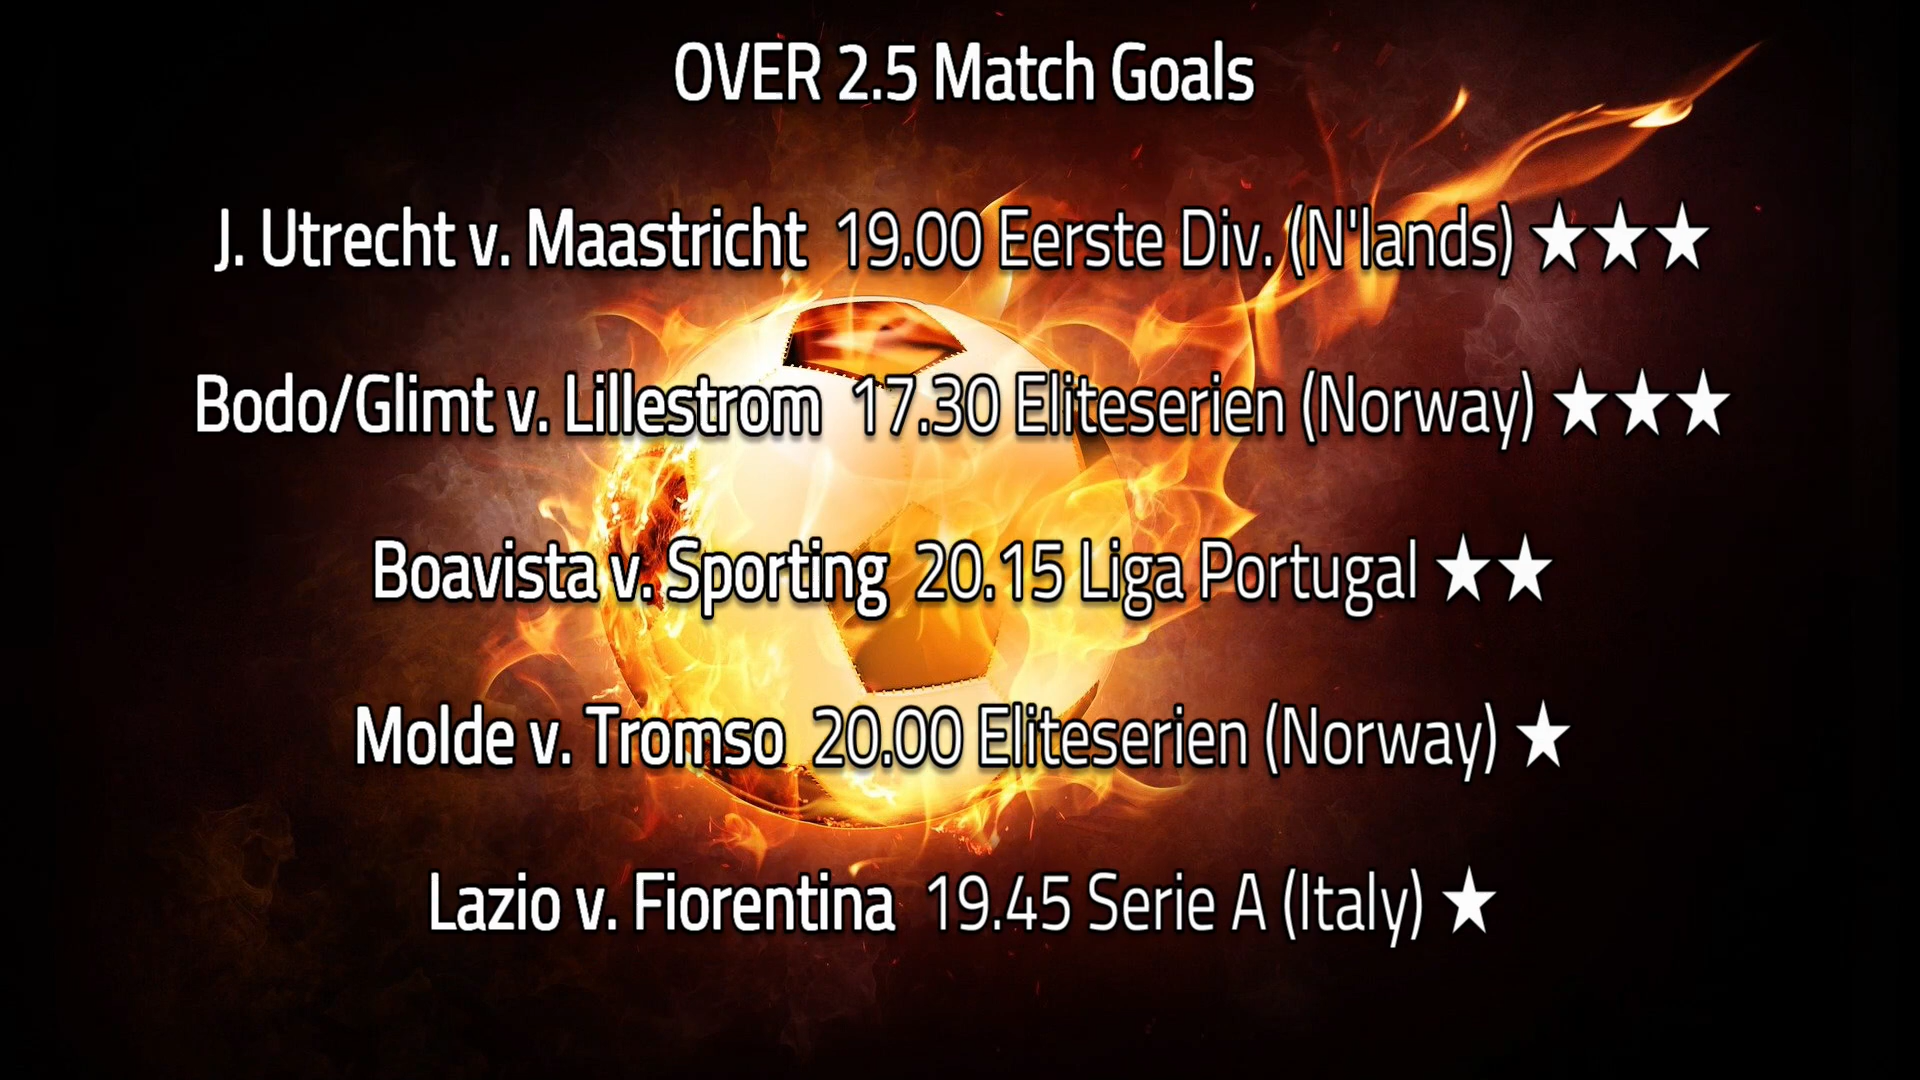 OVER 2.5 Match Goals
J. Utrecht v. Maastricht 19.00 Eerste Div. (N'lands) ★★★
Bodo/Glimt v. Lillestrom 17.30 Eliteserien (Norway) ★★★
Boavista v. Sporting 20.15 Liga Portugal ★★
Molde v. Tromso 20.00 Eliteserien (Norway) ★
Lazio v. Fiorentina 19.45 Serie A (Italy) ★